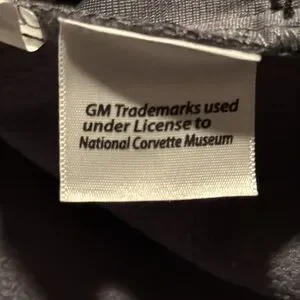 GM Trademarks used
under License to
National Corvette Museum